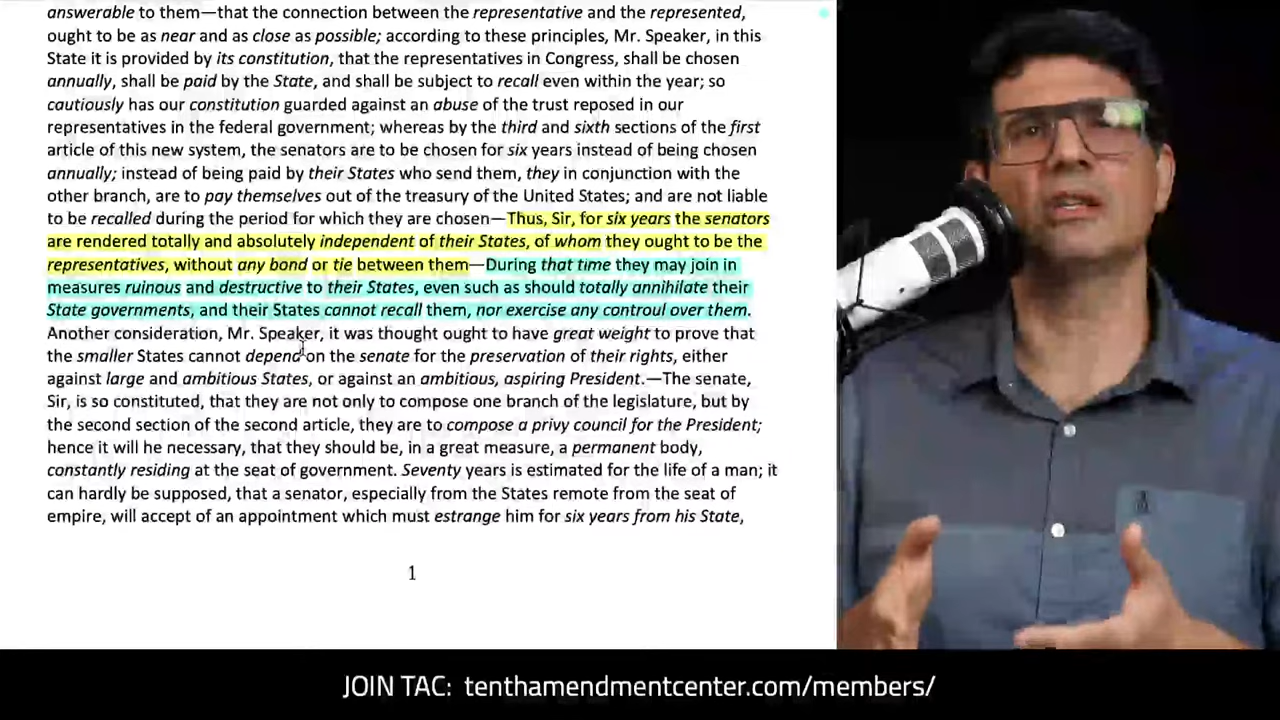 answerable to them—that the connection between the representative and the represented,
ought to be as near and as close as possible; according to these principles, Mr. Speaker, in this
State it is provided by its constitution, that the representatives in Congress, shall be chosen
annually, shall be paid by the State, and shall be subject to recall even within the year; so
cautiously has our constitution guarded against an abuse of the trust reposed in our
representatives in the federal government; whereas by the third and sixth sections of the first
article of this new system, the senators are to be chosen for six years instead of being chosen
annually; instead of being paid by their States who send them, they in conjunction with the
other branch, are to pay themselves out of the treasury of the United States; and are not liable
to be recalled during the period for which they are chosen—Thus, Sir, for six years the senators
are rendered totally and absolutely independent of their States, of whom they ought to be the
representatives, without any bond or tie between them—During that time they may join in
measures ruinous and destructive to their States, even such as should totally annihilate their
State governments, and their States cannot recall them, nor exercise any controul over them.
Another consideration, Mr. Speaker, it was thought ought to have great weight to prove that
the smaller States cannot depend on the senate for the preservation of their rights, either
against large and ambitious States, or against an ambitious, aspiring President.—The senate,
Sir, is so constituted, that they are not only to compose one branch of the legislature, but by
the second section of the second article, they are to compose a privy council for the President;
hence it will he necessary, that they should be, in a great measure, a permanent body,
constantly residing at the seat of government. Seventy years is estimated for the life of a man; it
can hardly be supposed, that a senator, especially from the States remote from the seat of
empire, will accept of an appointment which must estrange him for six years from his State,
1
JOIN TAC: tenthamendmentcenter.com/members/